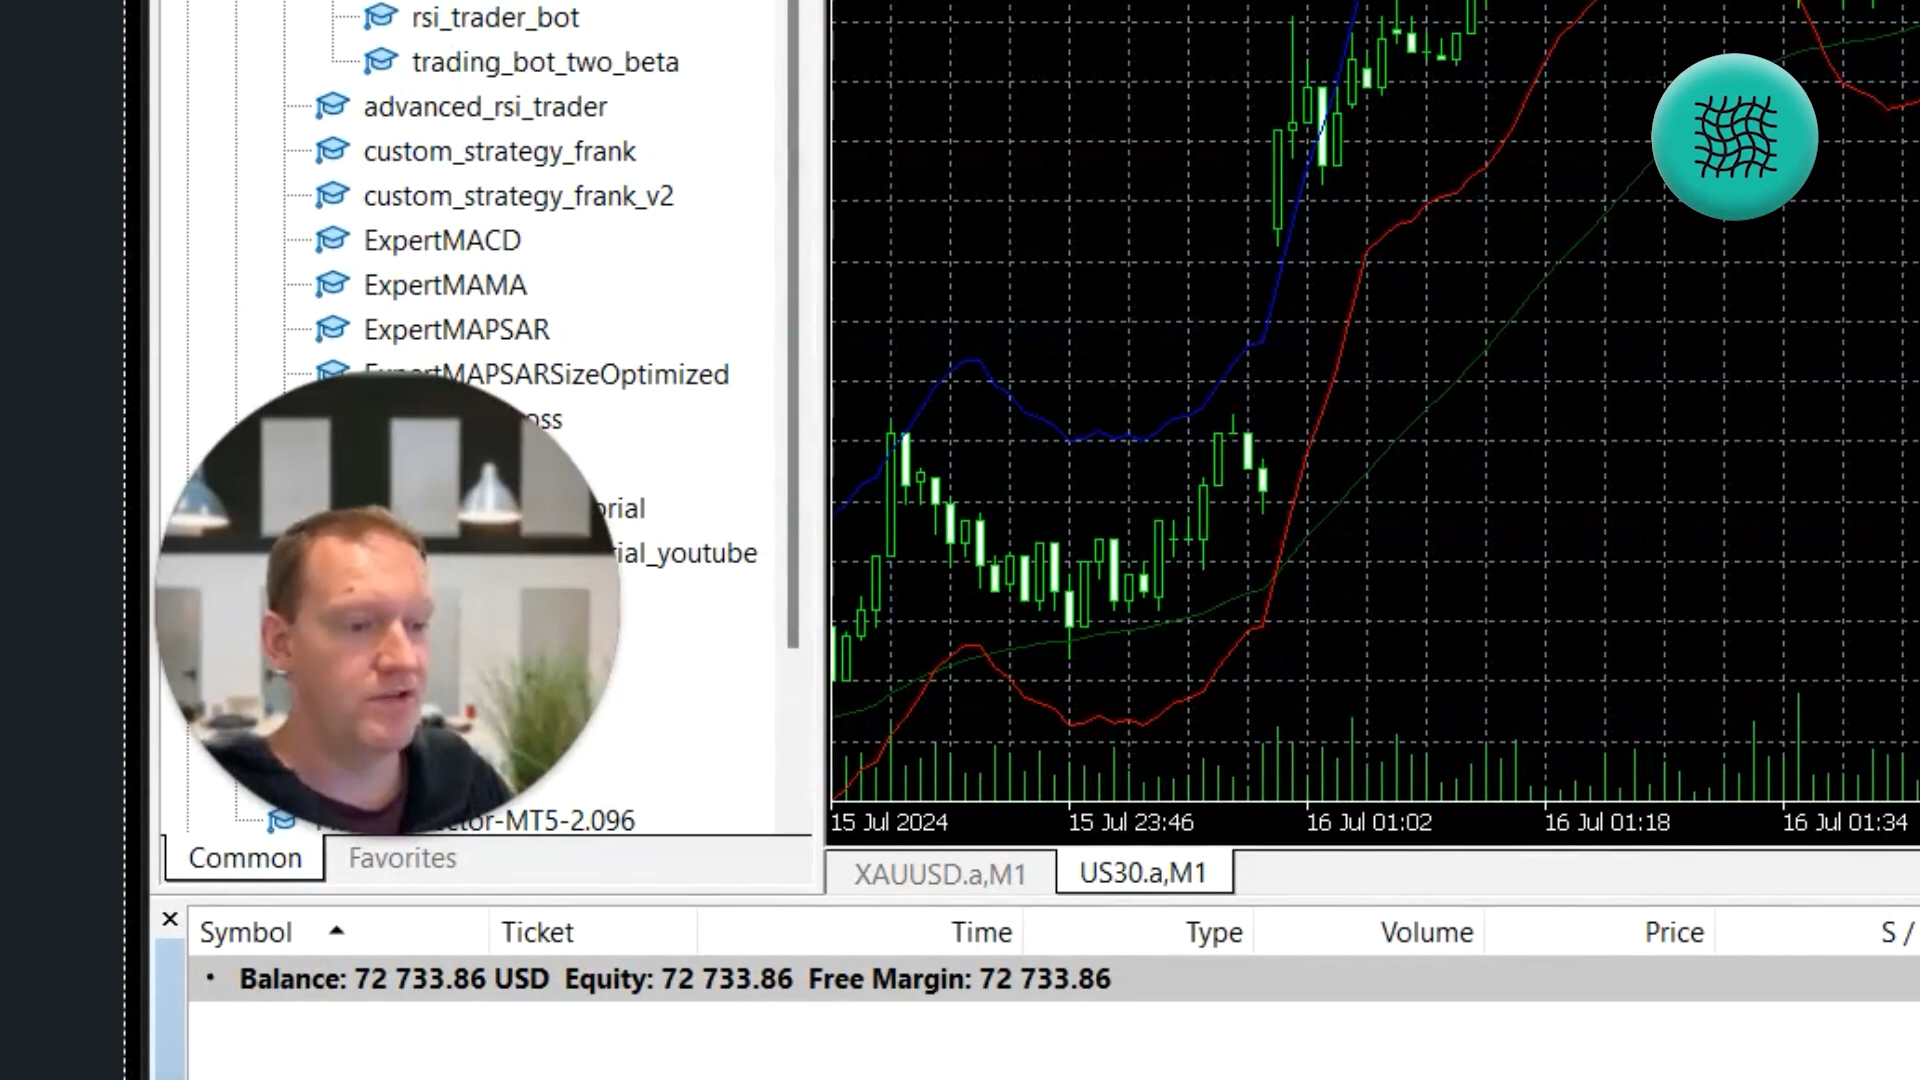 rsi_trader_bot
trading_bot_two_beta
advanced_rsi_trader
custom_strategy_frank
custom_strategy_frank_v2
ExpertMACD
ExpertMAMA
ExpertMAPSAR
ExpertMAPSARSizeOptimized
oss
orial
ial_youtube
ctor-MT5-2.096
Common Favorites
15 Jul 2024 15 Jul 23:46 16 Jul 01:02 16 Jul 01:18 16 Jul 01:34
XAUUSD.a,M1 US30.a,M1
Symbol Ticket Time Type Volume Price S /
Balance: 72 733.86 USD Equity: 72 733.86 Free Margin: 72 733.86